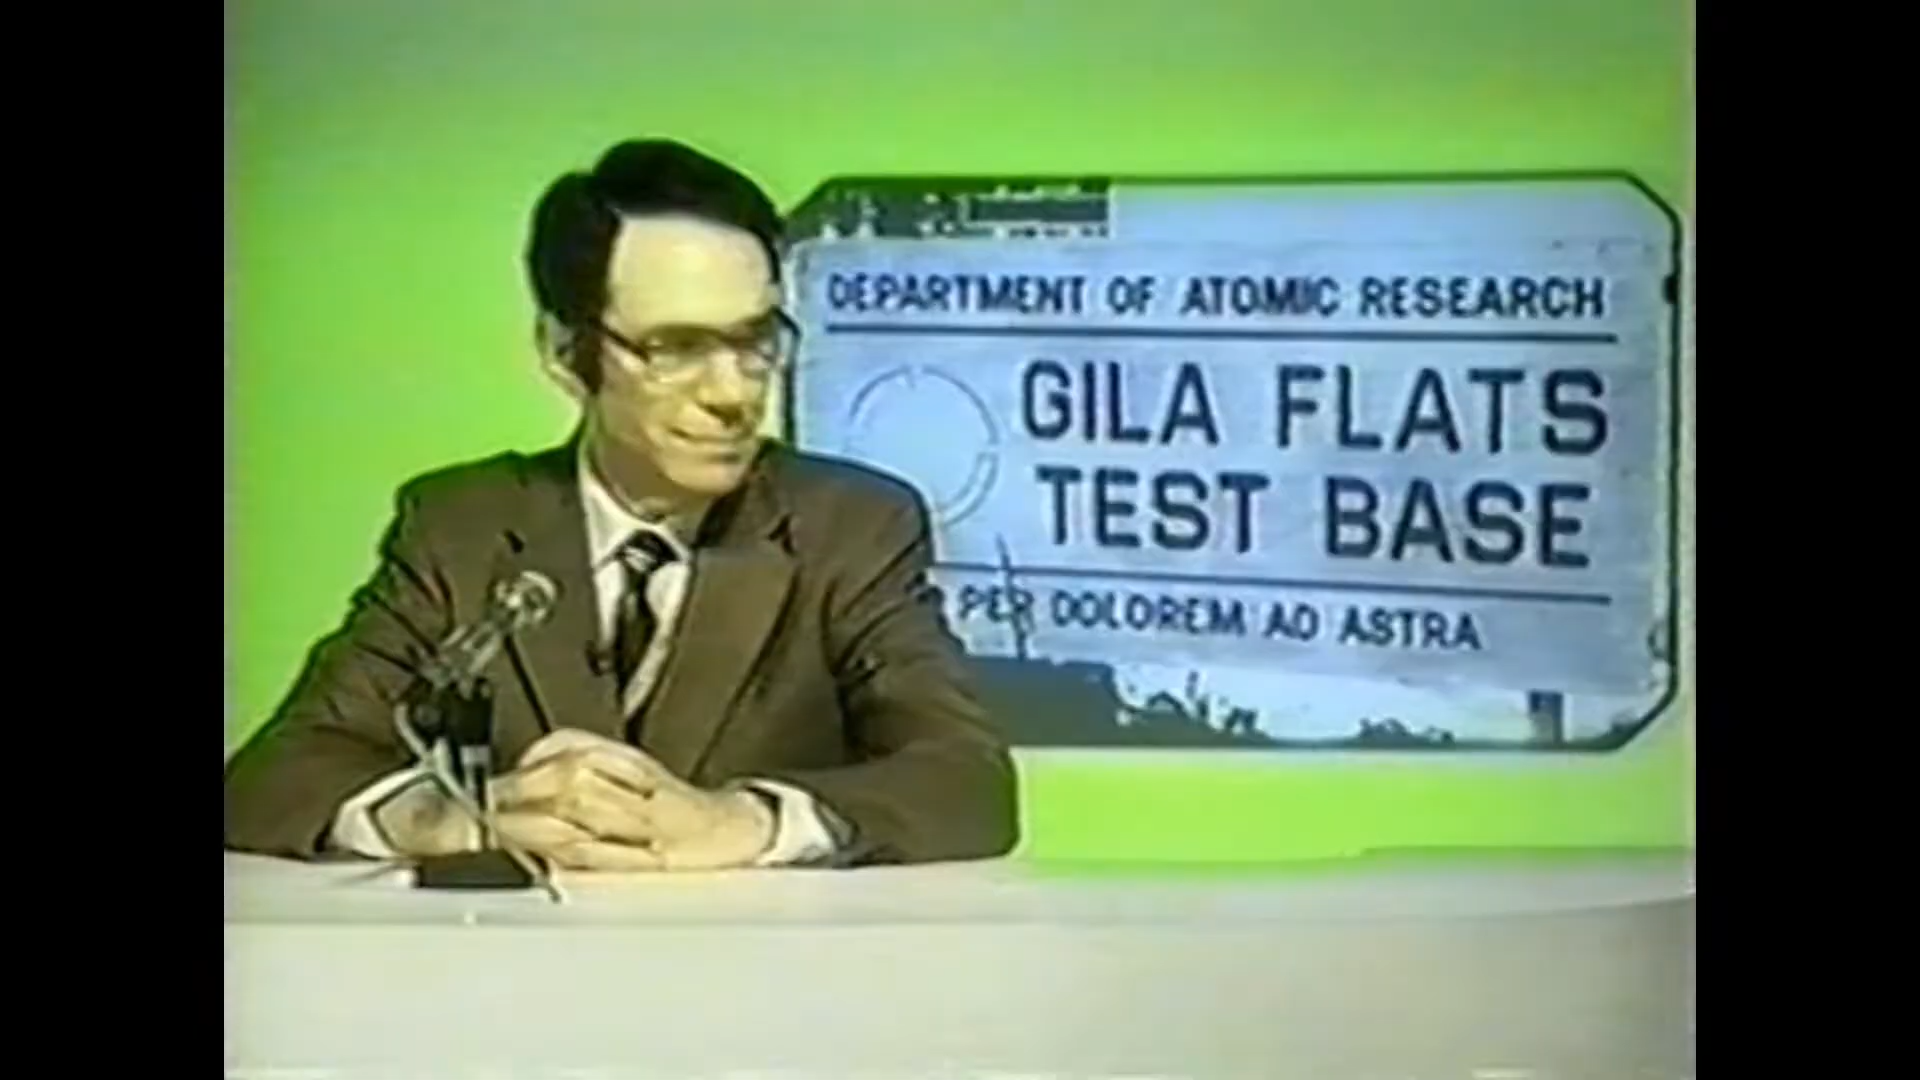 DEPARTMENT OF ATOMIC RESEARCH
GILA FLATS
TEST BASE
PER DOLOREM AD ASTRA